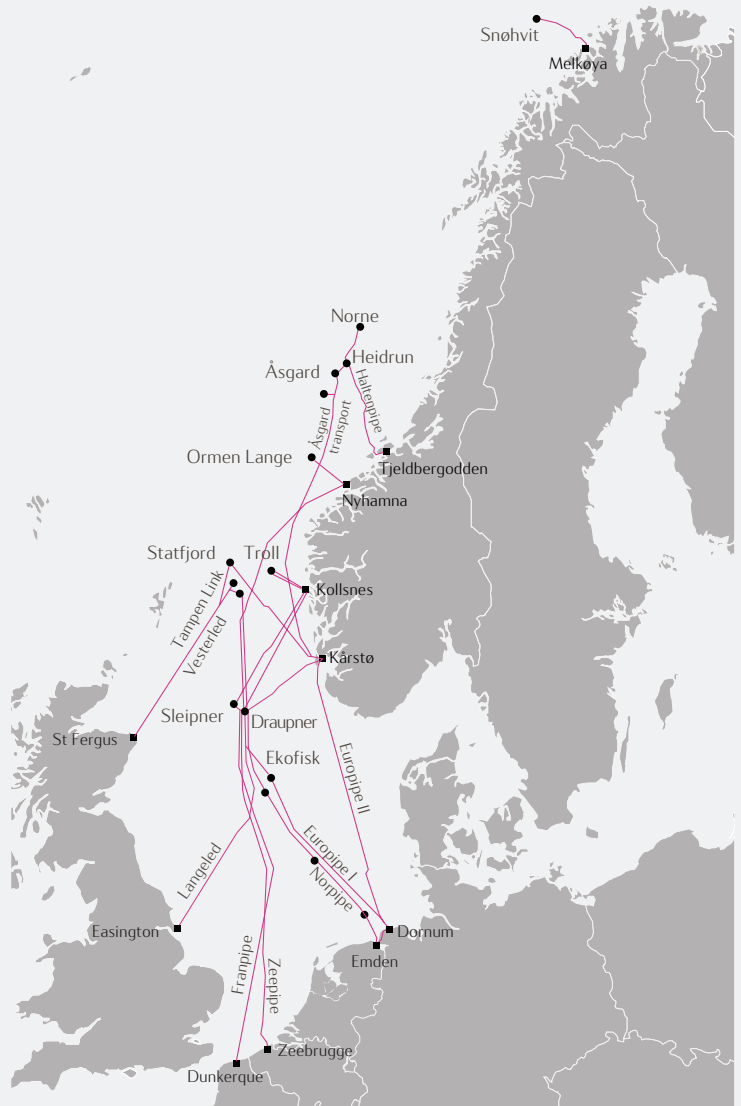 Snøhvit
Melkøya
Norne
Heidrun
Åsgard
Haltenpipe
Åsgard
transport
Ormen Lange
Tjeldbergodden
Nyhamna
Statfjord
Troll
Tampen Link
Kollsnes
Vesterled
Kårstø
Sleipner
Draupner
St Fergus
Ekofisk
Europipe II
Europipe I
Langeled
Norpipe
Easington
Dornum
Emden
Franpipe
Zeepipe
Zeebrugge
Dunkerque